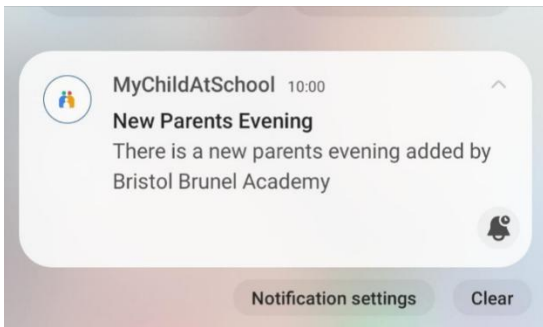 MyChildAtSchool 10:00
New Parents Evening
There is a new parents evening added by
Bristol Brunel Academy
Notification settings Clear